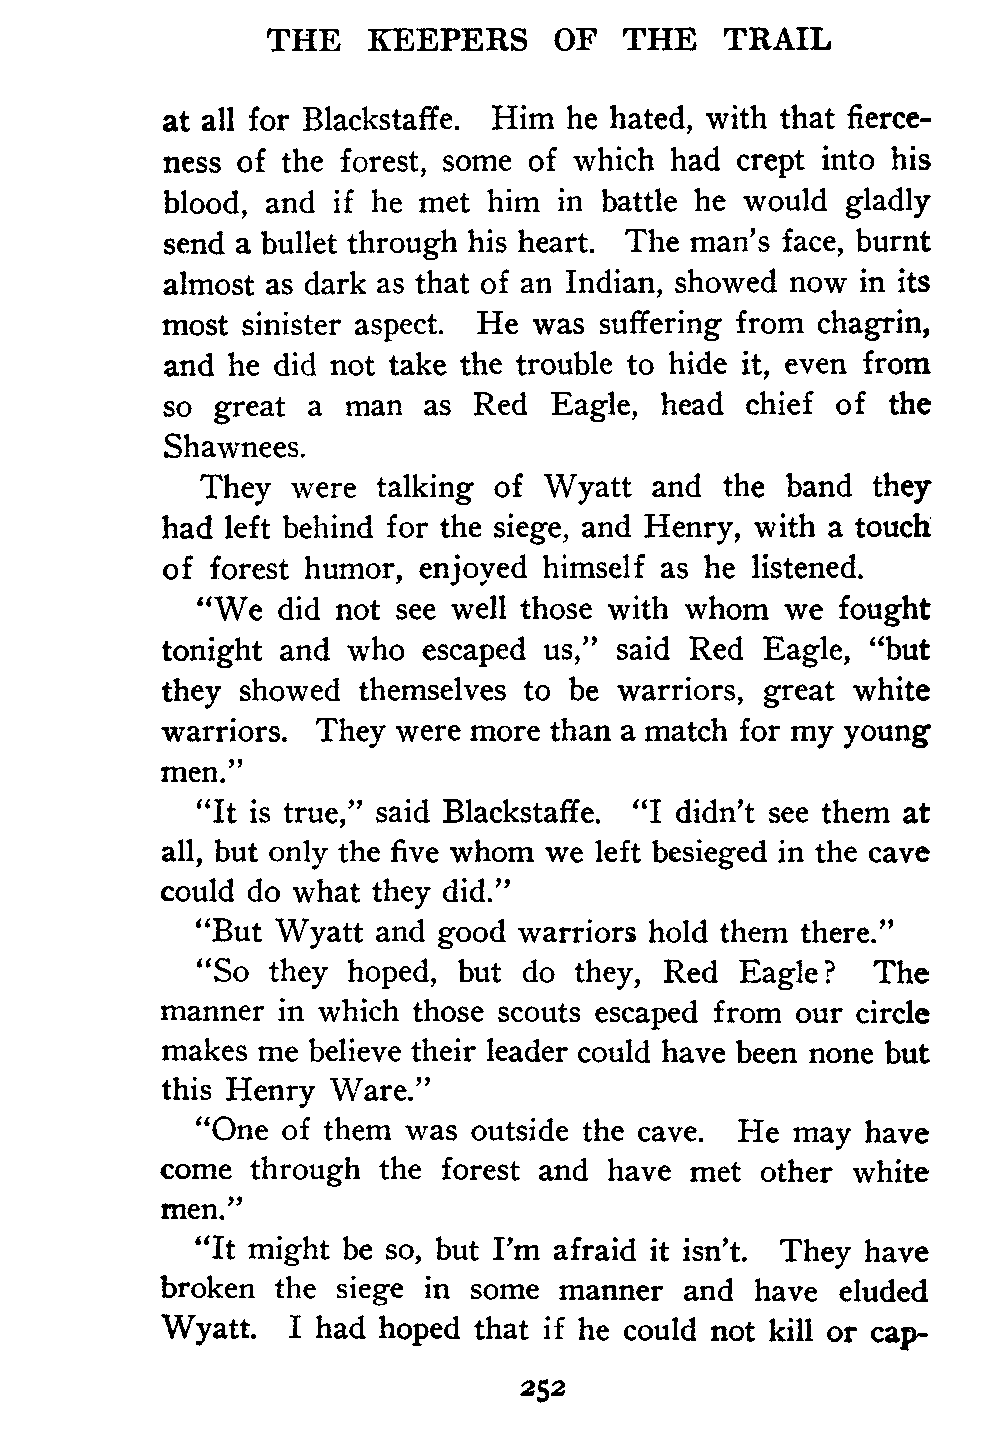 THE KEEPERS OF THE TRAIL
at all for Blackstaffe. Him he hated, with that fierce-
ness of the forest, some of which had crept into his
blood, and if he met him in battle he would gladly
send a bullet through his heart. The man's face, burnt
almost as dark as that of an Indian, showed now in its
most sinister aspect. He was suffering from chagrin,
and he did not take the trouble to hide it, even from
so great a man as Red Eagle, head chief of the
Shawnees.
They were talking of Wyatt and the band they
had left behind for the siege, and Henry, with a touch
of forest humor, enjoyed himself as he listened.
“We did not see well those with whom we fought
tonight and who escaped us,” said Red Eagle, “but
they showed themselves to be warriors, great white
warriors. They were more than a match for my young
men.”
“It is true,” said Blackstaffe. “I didn't see them at
all, but only the five whom we left besieged in the cave
could do what they did.”
“But Wyatt and good warriors hold them there.”
“So they hoped, but do they, Red Eagle? The
manner in which those scouts escaped from our circle
makes me believe their leader could have been none but
this Henry Ware.”
“One of them was outside the cave. He may have
come through the forest and have met other white
men.”
“It might be so, but I'm afraid it isn't. They have
broken the siege in some manner and have eluded
Wyatt. I had hoped that if he could not kill or cap-
252